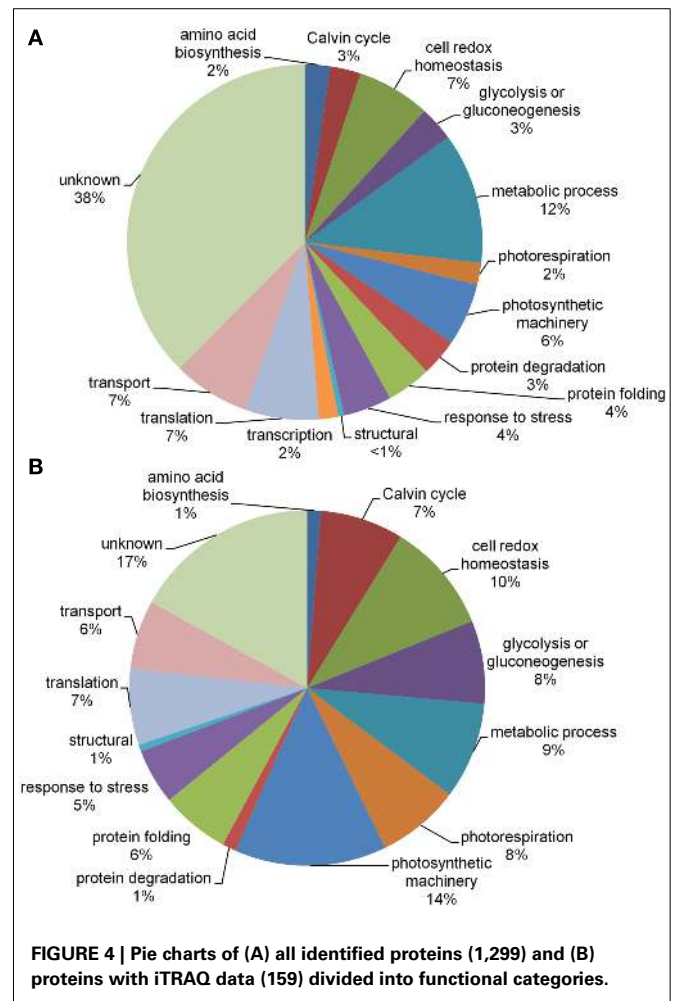 A
amino acid
biosynthesis
2%
Calvin cycle
3%
cell redox
homeostasis
7%
glycolysis or
gluconeogenesis
3%
metabolic process
12%
photorespiration
2%
photosynthetic
machinery
6%
protein degradation
3%
protein folding
4%
response to stress
4%
structural
<1%
transcription
2%
translation
7%
transport
7%
unknown
38%
B
amino acid
biosynthesis
1%
Calvin cycle
7%
cell redox
homeostasis
10%
glycolysis or
gluconeogenesis
8%
metabolic process
9%
photorespiration
8%
photosynthetic
machinery
14%
protein degradation
1%
protein folding
6%
response to stress
5%
structural
1%
translation
7%
transport
6%
unknown
17%
FIGURE 4 | Pie charts of (A) all identified proteins (1,299) and (B)
proteins with iTRAQ data (159) divided into functional categories.